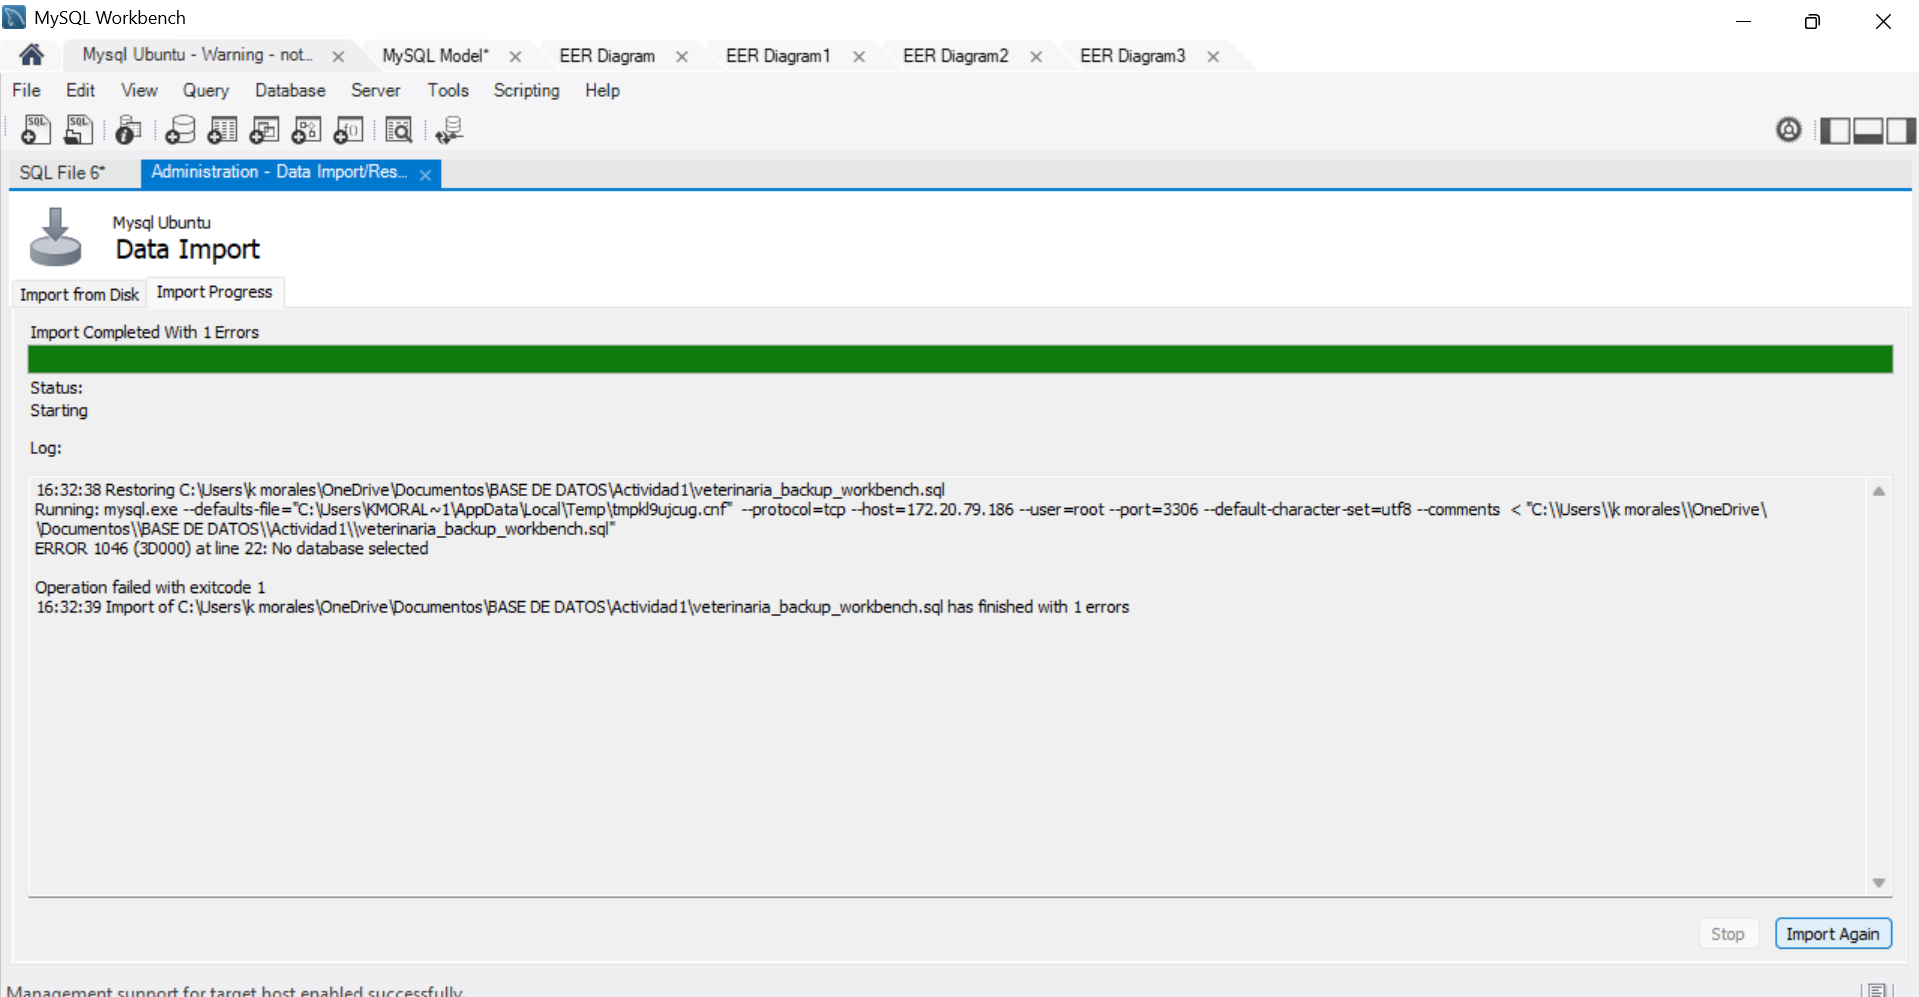 MySQL Workbench
Mysql Ubuntu - Warning - not...
MySQL Model*
EER Diagram
EER Diagram1
EER Diagram2
EER Diagram3
File Edit View Query Database Server Tools Scripting Help
SQL SQL
SQL File 6*
Administration - Data Import/Res...
Mysql Ubuntu
Data Import
Import from Disk
Import Progress
Import Completed With 1 Errors
Status:
Starting
Log:
16:32:38 Restoring C:\Users\k morales\OneDrive\Documentos\BASE DE DATOS\Actividad1\veterinaria_backup_workbench.sql
Running: mysql.exe --defaults-file="C:\Users\KMORAL~1\AppData\Local\Temp\tmpkl9ujcug.cnf"  --protocol=tcp --host=172.20.79.186 --user=root --port=3306 --default-character-set=utf8 --comments  < "C:\\Users\\k morales\\OneDrive\
\Documentos\\BASE DE DATOS\\Actividad1\\veterinaria_backup_workbench.sql"
ERROR 1046 (3D000) at line 22: No database selected
Operation failed with exitcode 1
16:32:39 Import of C:\Users\k morales\OneDrive\Documentos\BASE DE DATOS\Actividad1\veterinaria_backup_workbench.sql has finished with 1 errors
Stop
Import Again
Management support for target host enabled successfully.